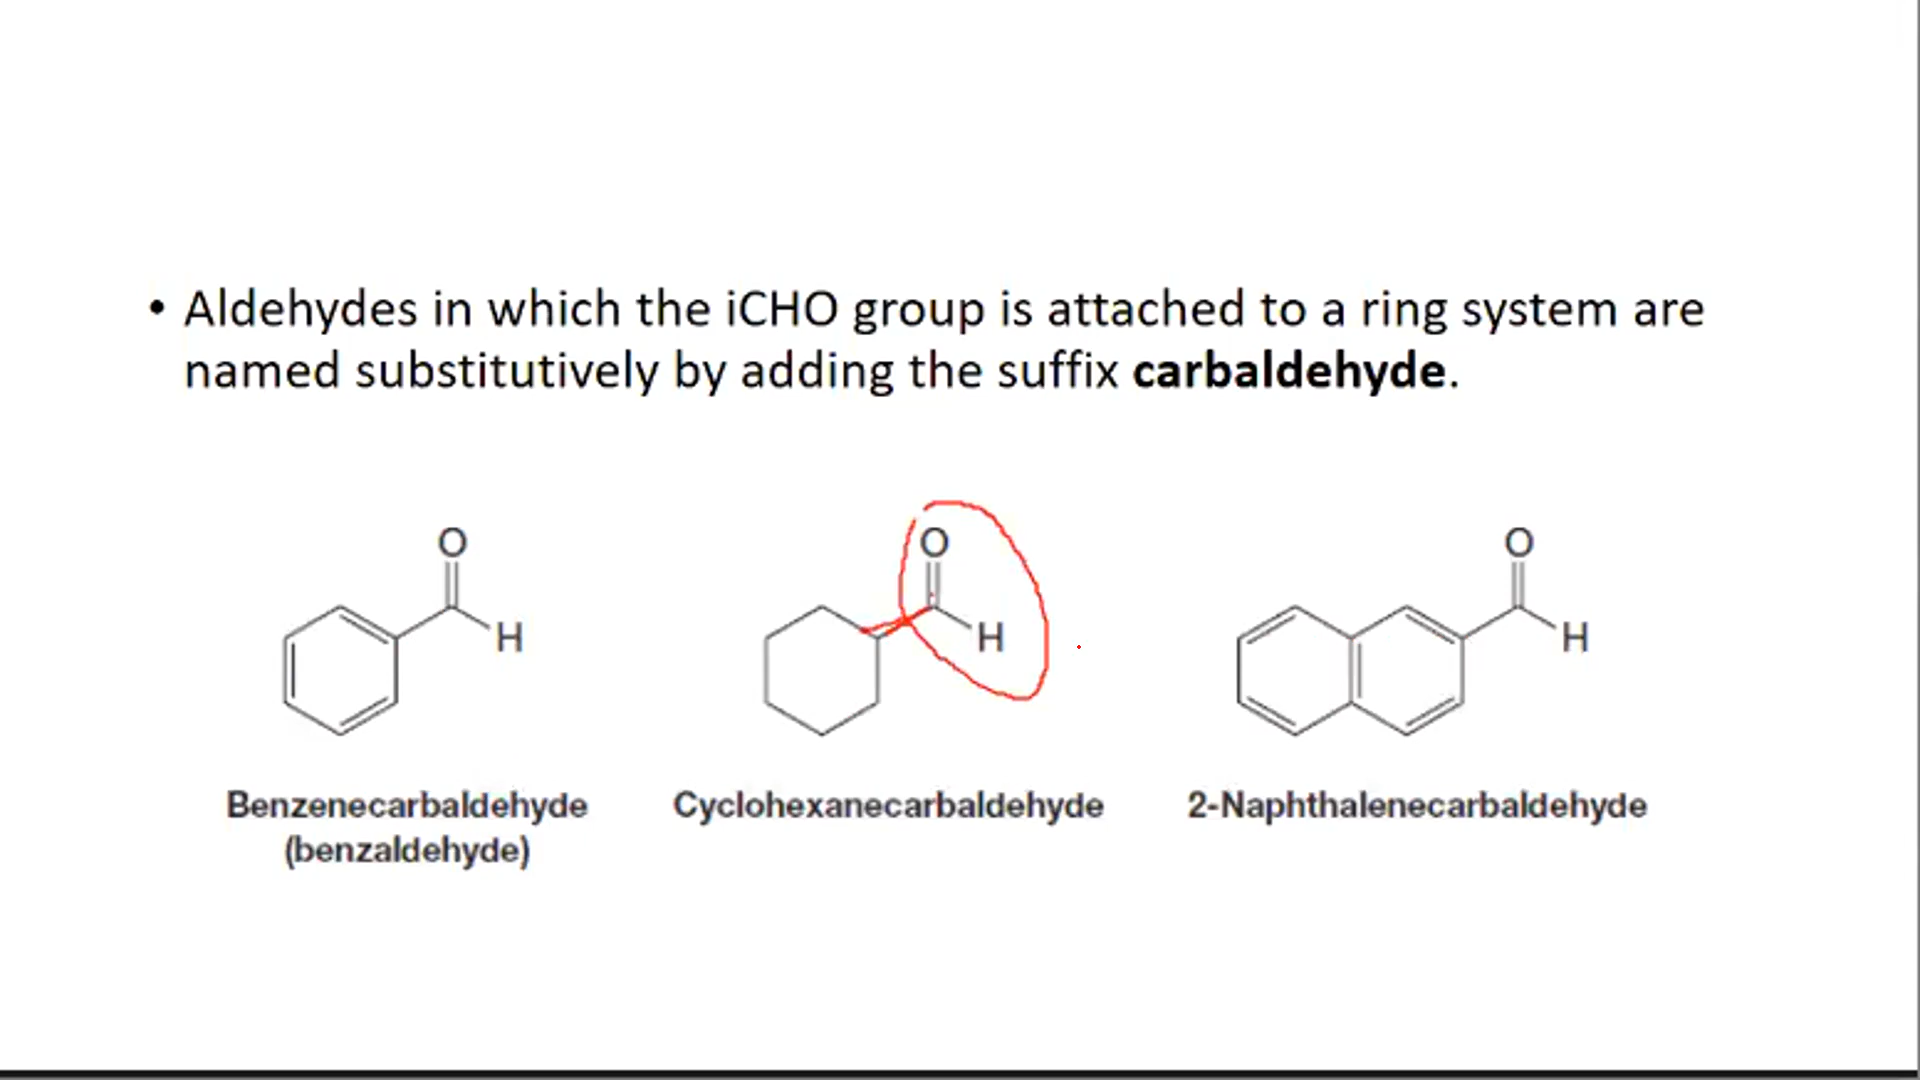 • Aldehydes in which the iCHO group is attached to a ring system are
named substitutively by adding the suffix carbaldehyde.
O
H
O
H
O
H
Benzenecarbaldehyde
(benzaldehyde)
Cyclohexanecarbaldehyde
2-Naphthalenecarbaldehyde